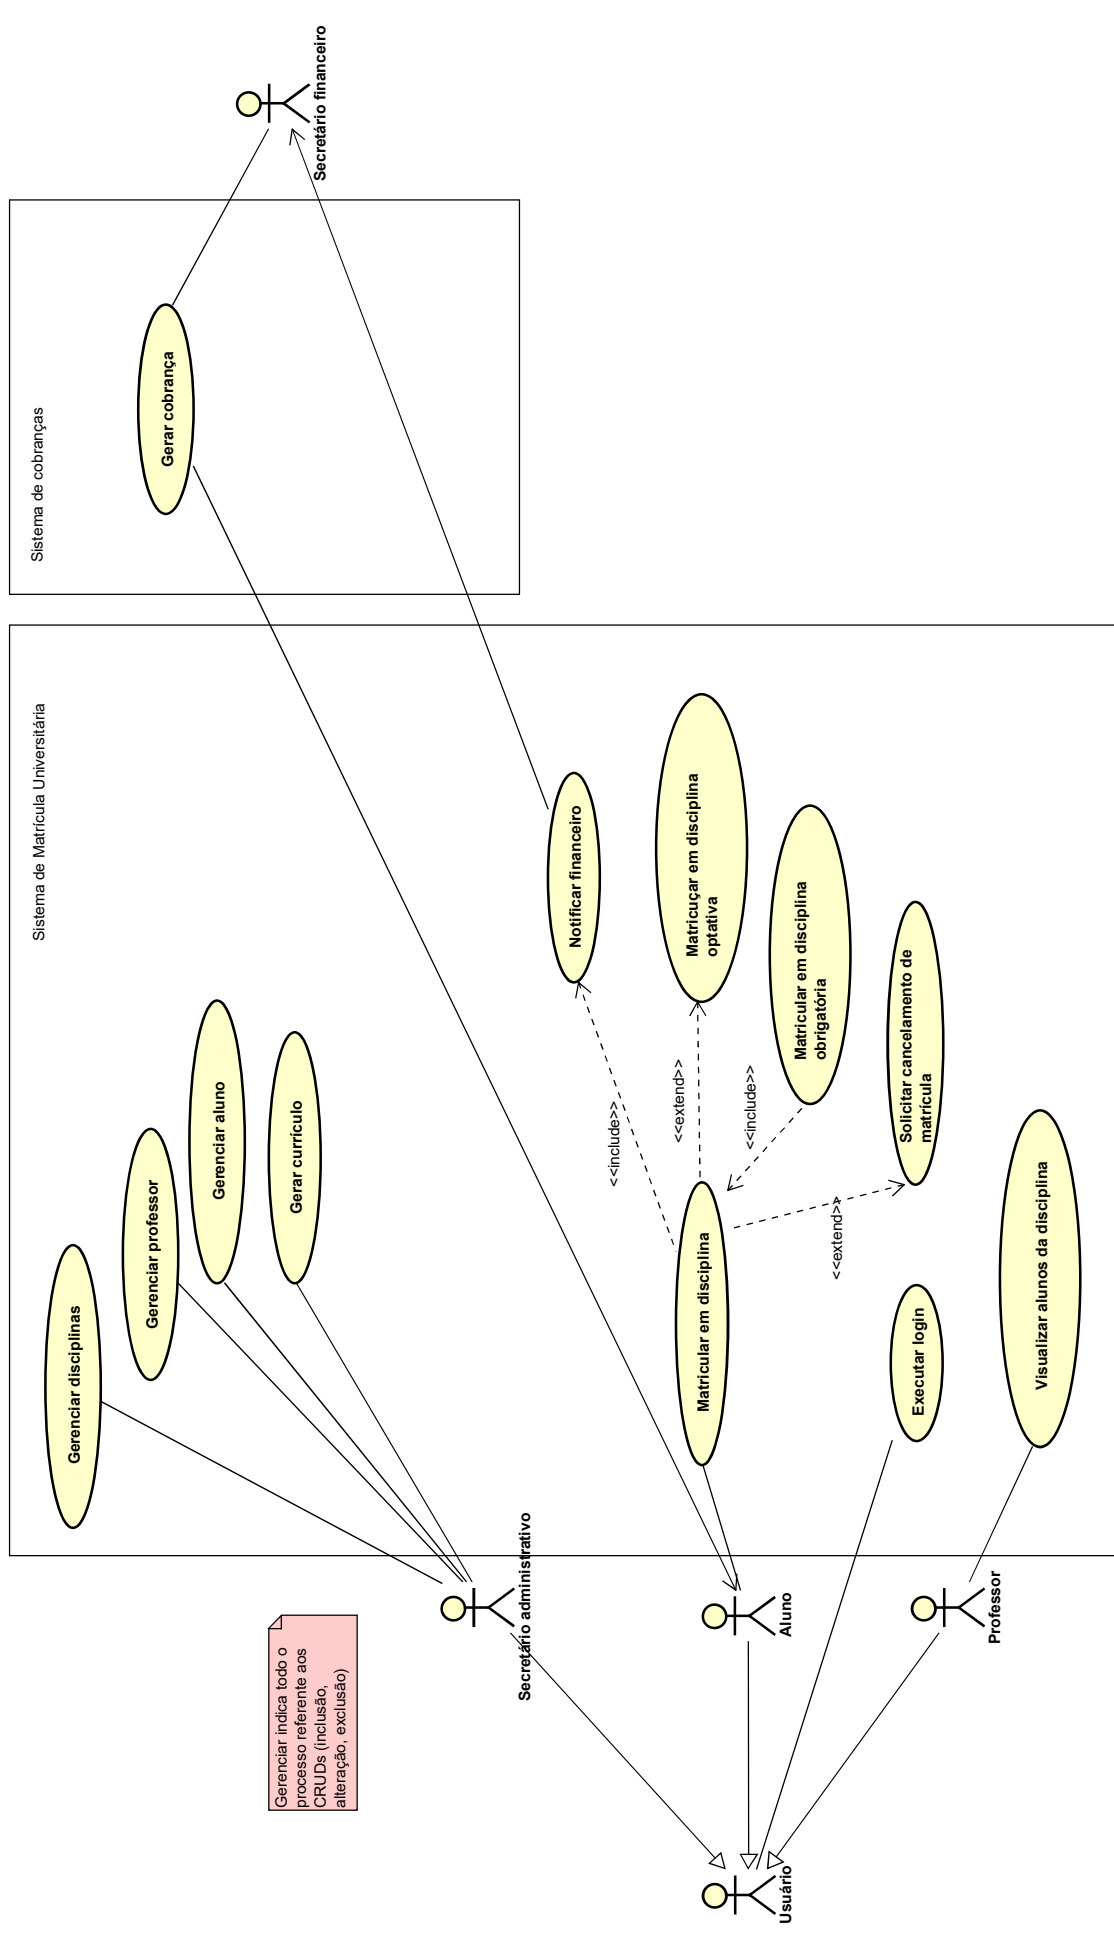 Gerenciar indica todo o
processo referente aos
CRUDs (inclusão,
alteração, exclusão)
Usuário
Secretário administrativo
Aluno
Professor
Sistema de Matrícula Universitária
Gerenciar disciplinas
Gerenciar professor
Gerenciar aluno
Gerar currículo
Matricular em disciplina
<<include>>
<<extend>>
<<include>>
<<extend>>
Notificar financeiro
Matricuçar em disciplina
optativa
Matricular em disciplina
obrigatória
Solicitar cancelamento de
matrícula
Executar login
Visualizar alunos da disciplina
Sistema de cobranças
Gerar cobrança
Secretário financeiro